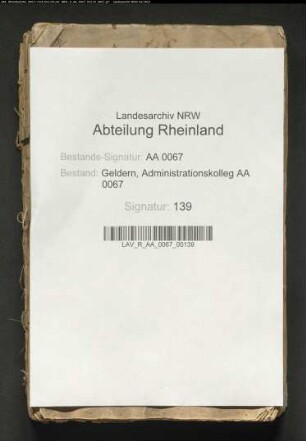 Landesarchiv NRW
Abteilung Rheinland
Bestands-Signatur: AA 0067
Bestand: Geldern, Administrationskolleg AA
0067
Signatur: 139
LAV_R_AA_0067_00139